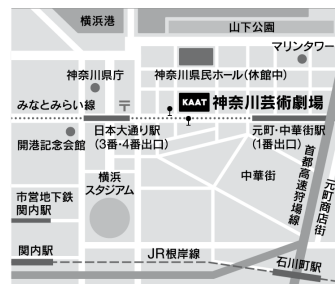 横浜港
山下公園
マリンタワー
神奈川県庁
神奈川県民ホール(休館中)
KAAT 神奈川芸術劇場
みなとみらい線
〒
日本大通り駅
(3番・4番出口)
元町・中華街駅
(1番出口)
開港記念会館
横浜
スタジアム
中華街
首都高速狩場線
元町商店街
市営地下鉄
関内駅
関内駅
JR根岸線
石川町駅